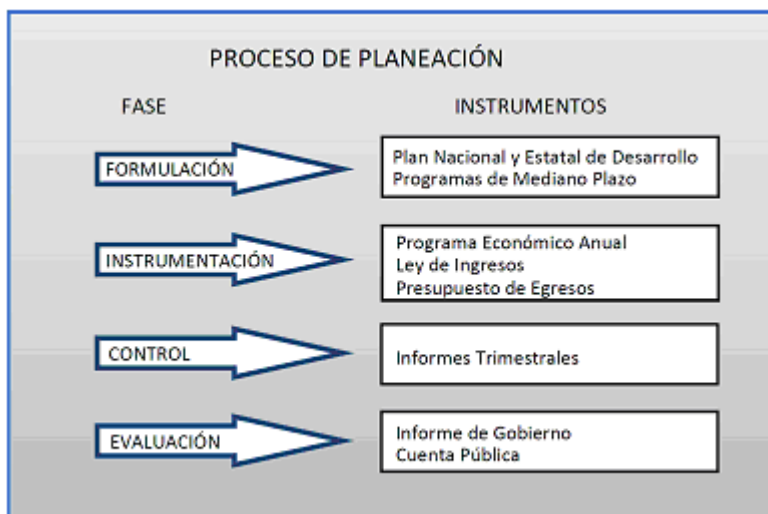 PROCESO DE PLANEACIÓN
FASE INSTRUMENTOS
FORMULACIÓN
Plan Nacional y Estatal de Desarrollo
Programas de Mediano Plazo
INSTRUMENTACIÓN
Programa Económico Anual
Ley de Ingresos
Presupuesto de Egresos
CONTROL
Informes Trimestrales
EVALUACIÓN
Informe de Gobierno
Cuenta Pública